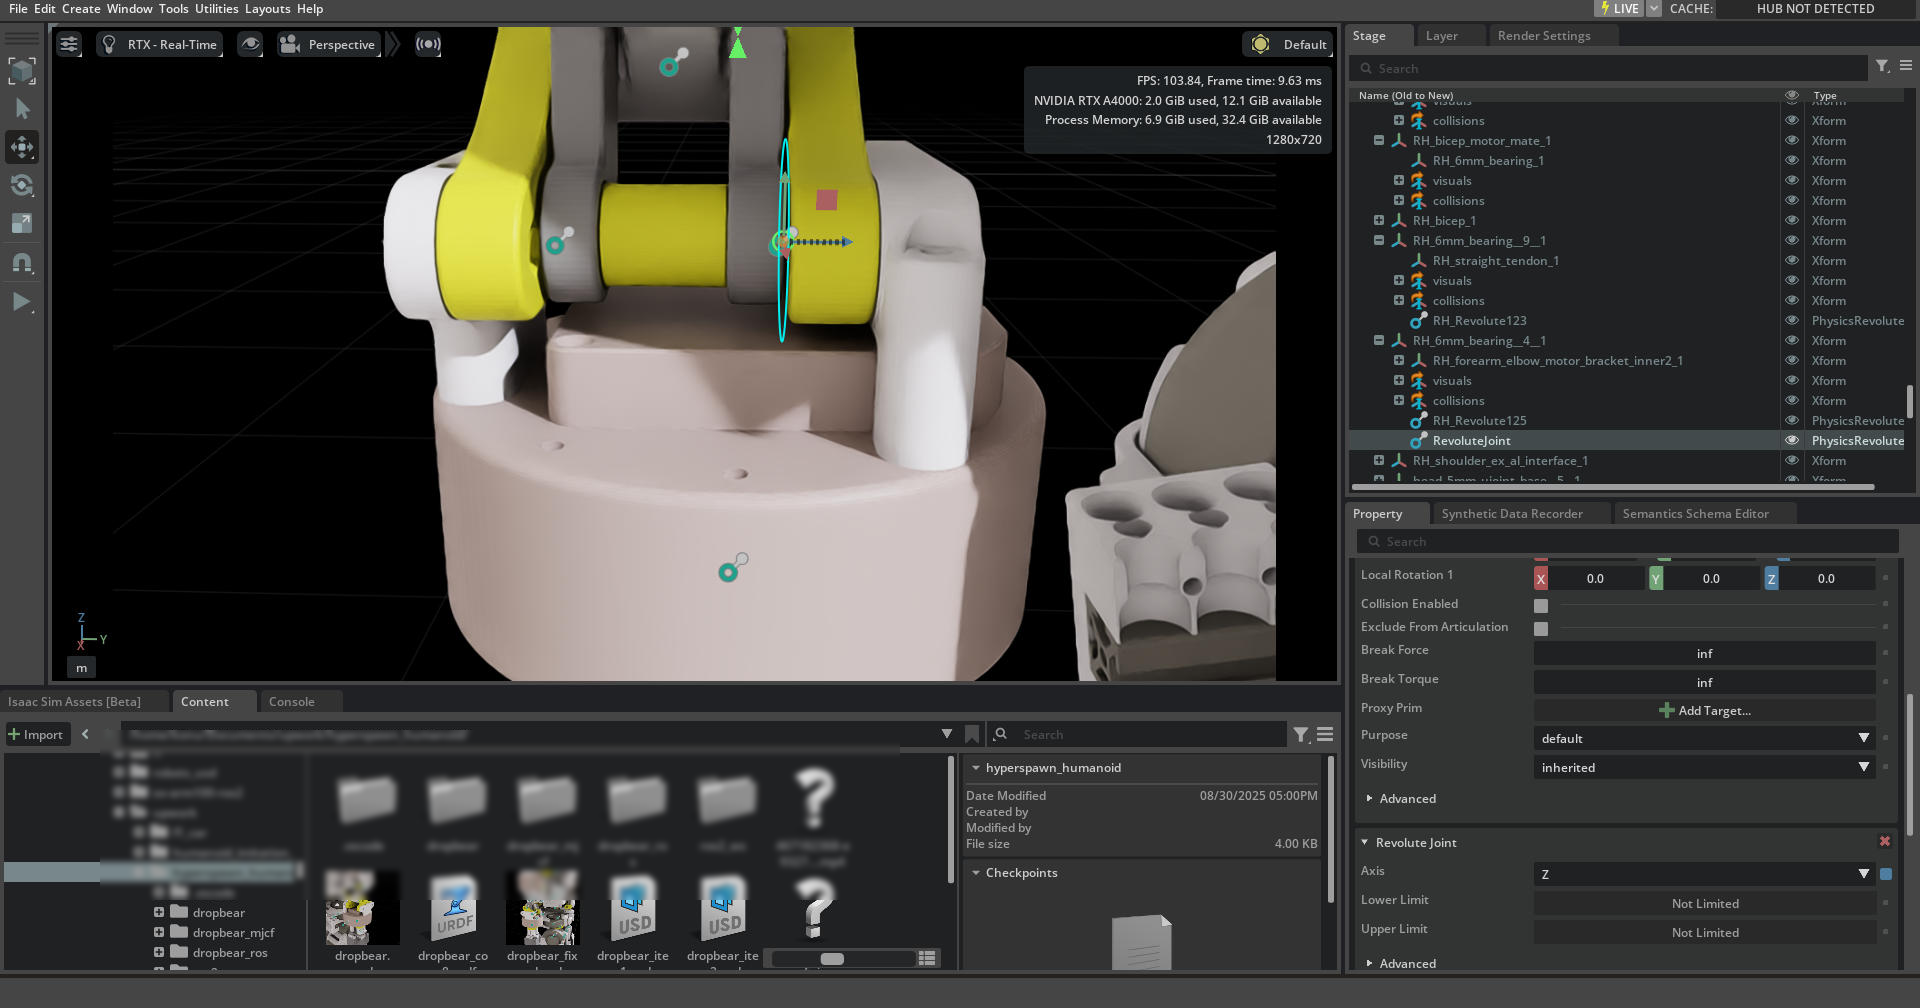 File Edit Create Window Tools Utilities Layouts Help
LIVE
CACHE:
HUB NOT DETECTED
RTX - Real-Time
Perspective
Default
FPS: 103.84, Frame time: 9.63 ms
NVIDIA RTX A4000: 2.0 GiB used, 12.1 GiB available
Process Memory: 6.9 GiB used, 32.4 GiB available
1280x720
Z
Y
X
m
Stage
Layer
Render Settings
Search
Name (Old to New)
Type
visuals Xform
collisions Xform
RH_bicep_motor_mate_1 Xform
RH_6mm_bearing_1 Xform
visuals Xform
collisions Xform
RH_bicep_1 Xform
RH_6mm_bearing__9__1 Xform
RH_straight_tendon_1 Xform
visuals Xform
collisions Xform
RH_Revolute123 PhysicsRevolute
RH_6mm_bearing__4__1 Xform
RH_forearm_elbow_motor_bracket_inner2_1 Xform
visuals Xform
collisions Xform
RH_Revolute125 PhysicsRevolute
RevoluteJoint PhysicsRevolute
RH_shoulder_ex_al_interface_1 Xform
Property
Synthetic Data Recorder
Semantics Schema Editor
Search
Local Rotation 1 X 0.0 Y 0.0 Z 0.0
Collision Enabled
Exclude From Articulation
Break Force inf
Break Torque inf
Proxy Prim Add Target...
Purpose default
Visibility inherited
Advanced
Revolute Joint
Axis Z
Lower Limit Not Limited
Upper Limit Not Limited
Advanced
Isaac Sim Assets [Beta]
Content
Console
Import
Search
dropbear
dropbear_mjcf
dropbear_ros
URDF
USD
USD
dropbear.
dropbear_co
dropbear_fix
dropbear_ite
dropbear_ite
hyperspawn_humanoid
Date Modified 08/30/2025 05:00PM
Created by
Modified by
File size 4.00 KB
Checkpoints